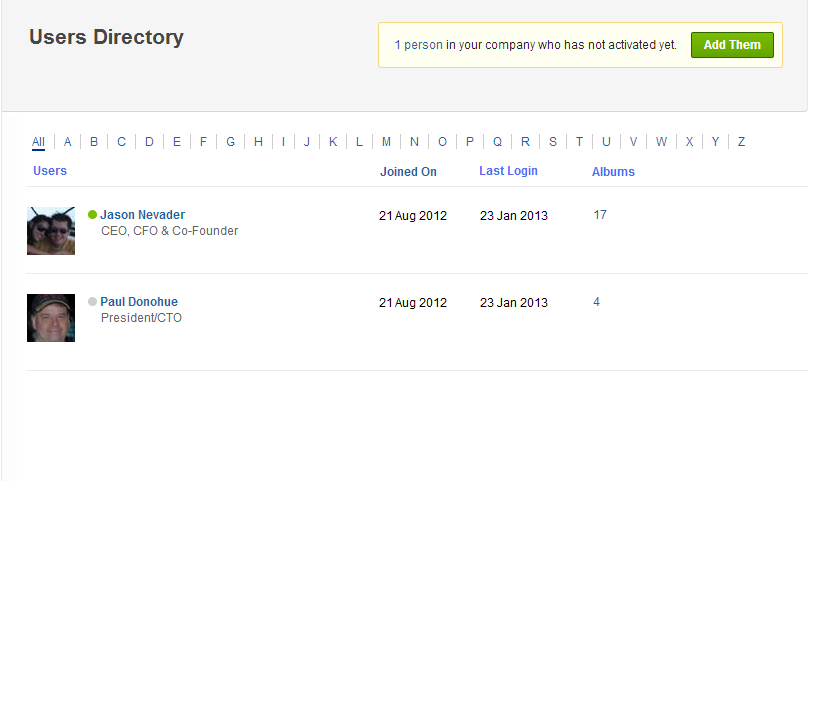 Users Directory
1 person in your company who has not activated yet.
Add Them
All A B C D E F G H I J K L M N O P Q R S T U V W X Y Z
Users Joined On Last Login Albums
Jason Nevader 21 Aug 2012 23 Jan 2013 17
CEO, CFO & Co-Founder
Paul Donohue 21 Aug 2012 23 Jan 2013 4
President/CTO